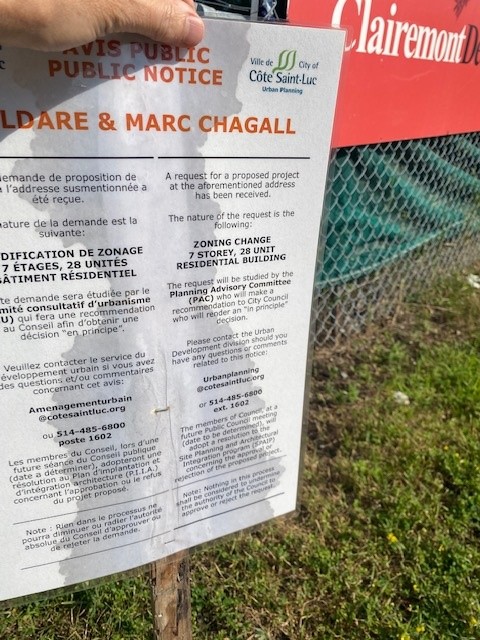 AVIS PUBLIC
PUBLIC NOTICE
Ville de City of
Côte Saint-Luc
Urban Planning
LDARE & MARC CHAGALL
emande de proposition de
l'addresse susmentionnée a
été reçue.
ature de la demande est la
suivante:
DIFICATION DE ZONAGE
7 ÉTAGES, 28 UNITÉS
BÂTIMENT RÉSIDENTIEL
te demande sera étudiée par le
mité consultatif d'urbanisme
U) qui fera une recommendation
au Conseil afin d'obtenir une
décision "en principe".
Veuillez contacter le service du
éveloppement urbain si vous avez
des questions et/ou commentaires
concernant cet avis:
Amenagementurbain
@cotesaintluc.org
ou 514-485-6800
poste 1602
Les membres du Conseil, lors d'une
future séance du Conseil publique
(date a déterminer), adopteront une
résolution au plan d'implantation et
d'intégration architecture (P.I.I.A.)
concernant l'approbation ou le refus
du projet proposé.
Note : Rien dans le processus ne
pourra diminuer ou radier l'autorité
absolue du Conseil d'approuver ou
de rejeter la demande.
A request for a proposed project
at the aforementioned address
has been received.
The nature of the request is the
following:
ZONING CHANGE
7 STOREY, 28 UNIT
RESIDENTIAL BUILDING
The request will be studied by the
Planning Advisory Committee
(PAC) who will make a
recommendation to City Council
who will render an "in principle"
decision.
Please contact the Urban
Development division should you
have any questions or comments
related to this notice:
Urbanplanning
@cotesaintluc.org
or 514-485-6800
ext. 1602
The members of Council, at a
future Public Council meeting
(date to be determined), will
adopt a resolution to the
Site Planning and Architectural
Integration program (SPAIP)
concerning the approval or
rejection of the proposed project.
Note: Nothing in this process
shall be considered to undermine
the authority of the Council to
approve or reject the request.
Clairemont De